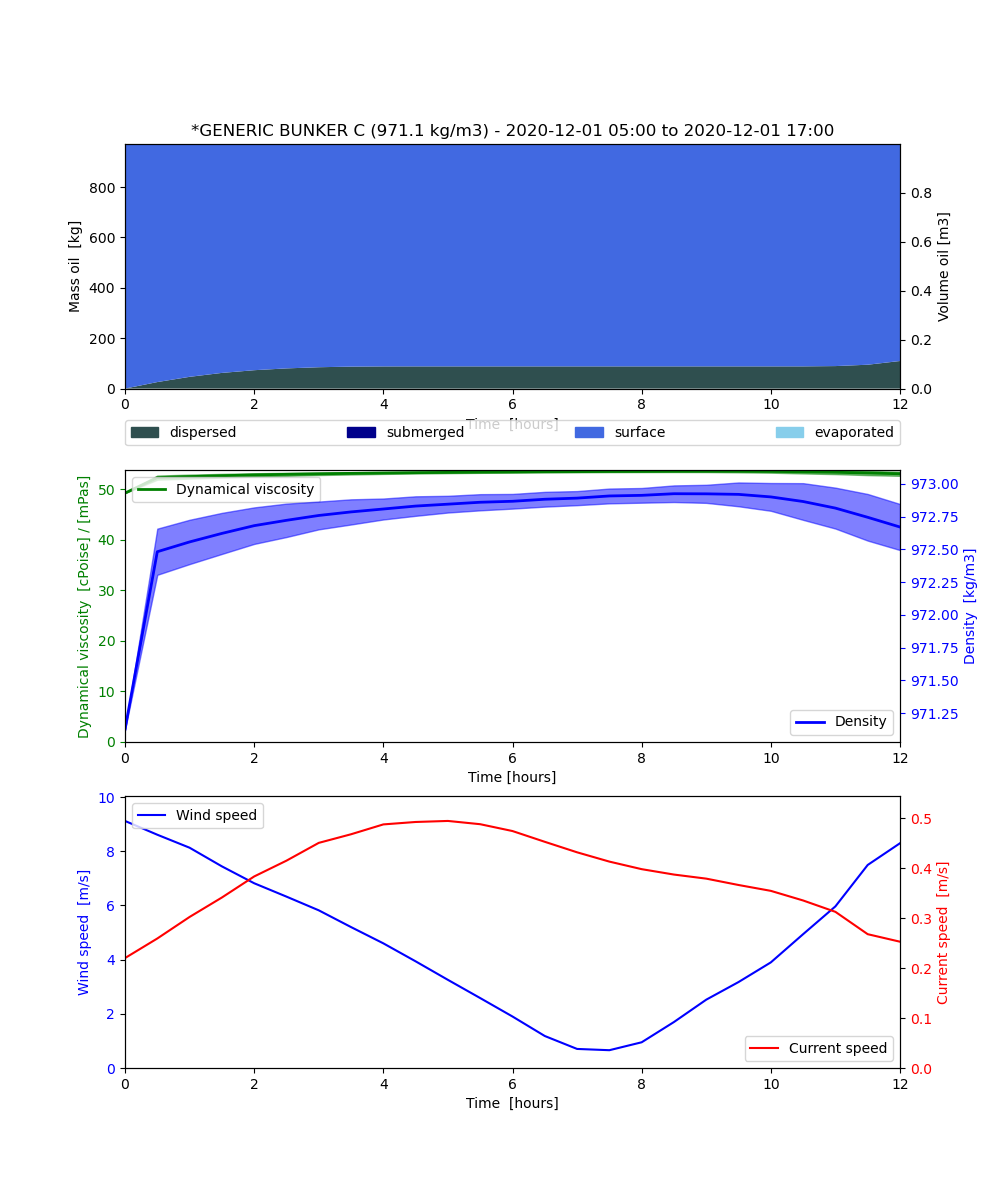 *GENERIC BUNKER C (971.1 kg/m3) - 2020-12-01 05:00 to 2020-12-01 17:00
Mass oil [kg]
800
600
400
200
0
Volume oil [m3]
0.8
0.6
0.4
0.2
0.0
0 2 4 6 8 10 12
Time [hours]
dispersed submerged surface evaporated
Dynamical viscosity [cPoise] / [mPas]
50
40
30
20
10
0
Dynamical viscosity
973.00
972.75
972.50
972.25
972.00
971.75
971.50
971.25
Density [kg/m3]
Density
0 2 4 6 8 10 12
Time [hours]
Wind speed [m/s]
10
8
6
4
2
0
Wind speed
0.5
0.4
0.3
0.2
0.1
0.0
Current speed [m/s]
Current speed
0 2 4 6 8 10 12
Time [hours]